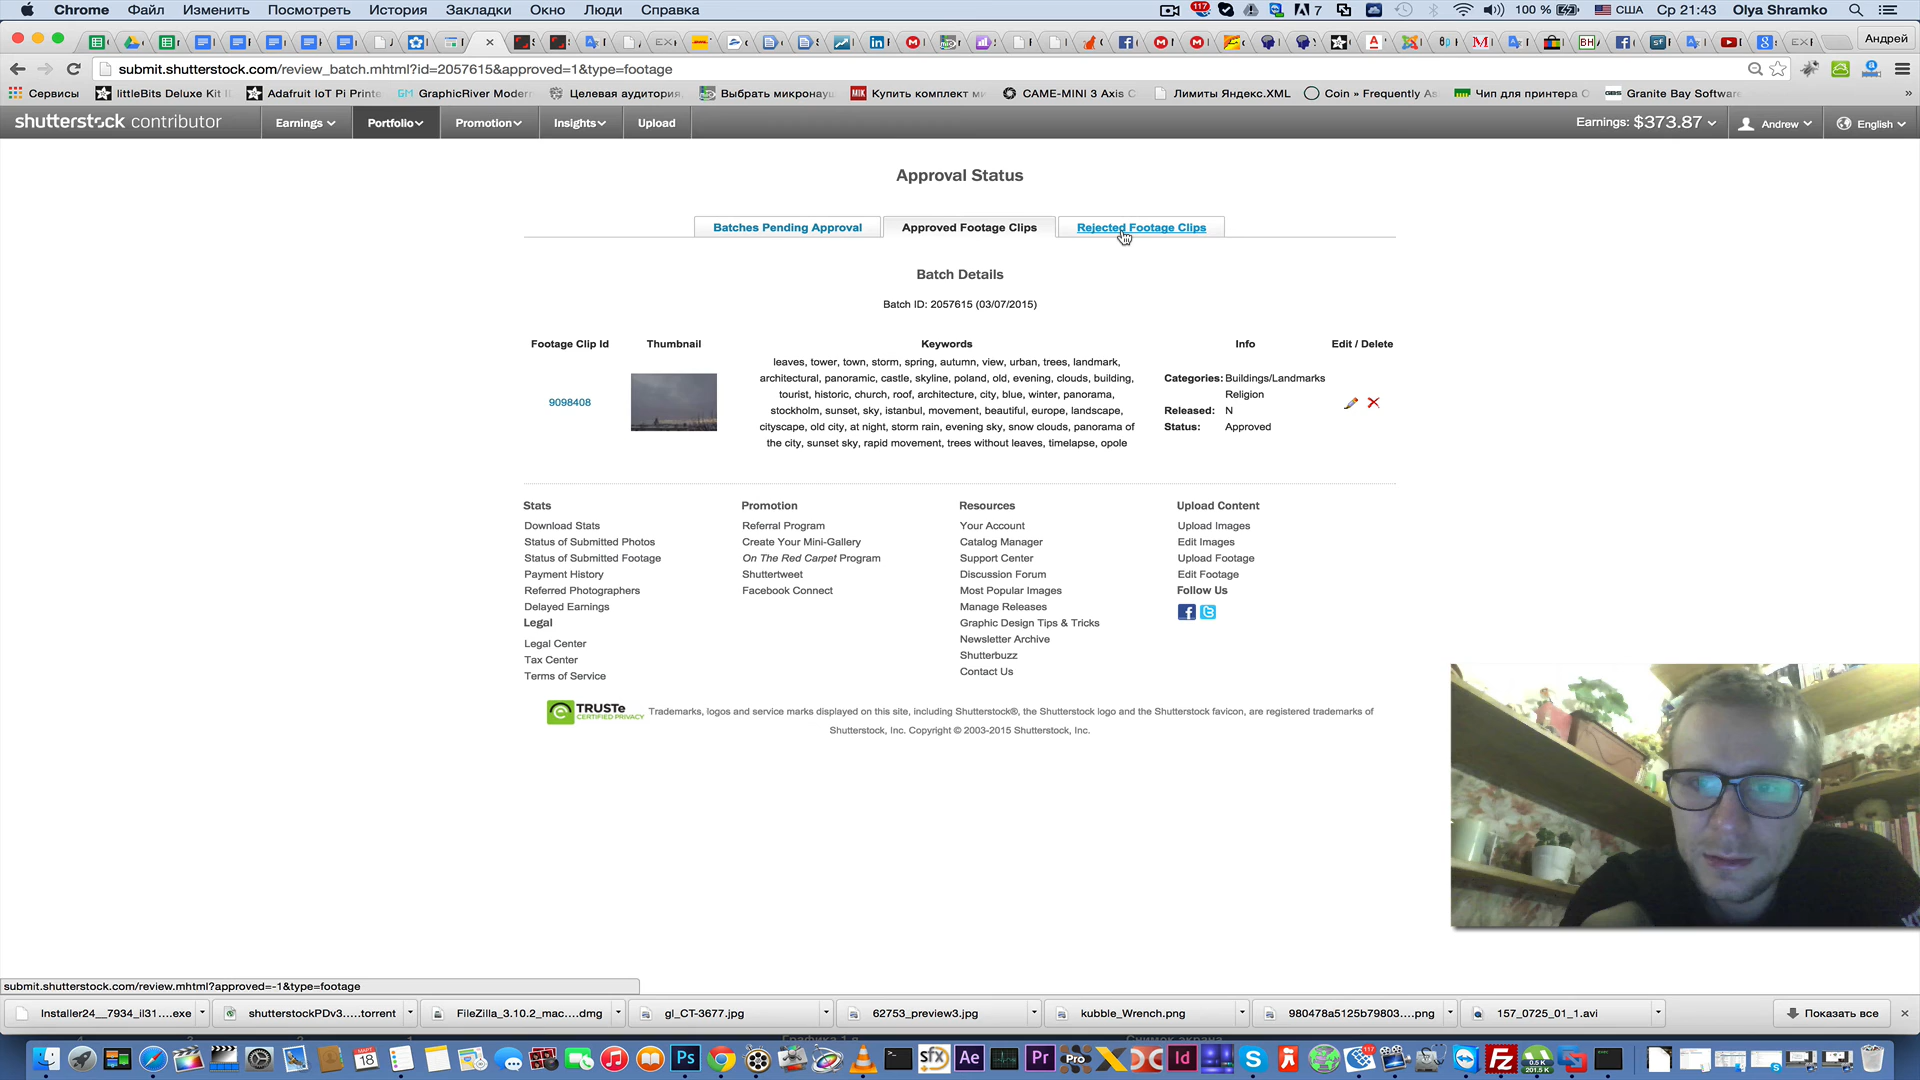 Chrome Файл Изменить Посмотреть История Закладки Окно Люди Справка 117 7 100 % США Ср 21:43 Olya Shramko
Андрей
submit.shutterstock.com/review_batch.mhtml?id=2057615&approved=1&type=footage
Сервисы littleBits Deluxe Kit Adafruit IoT Pi Printe GraphicRiver Modern Целевая аудитория, Выбрать микронауш Купить комплект ми CAME-MINI 3 Axis C Лимиты Яндекс.XML Coin » Frequently As Чип для принтера Granite Bay Software »
shutterstock contributor Earnings Portfolio Promotion Insights Upload Earnings: $373.87 Andrew English
Approval Status
Batches Pending Approval Approved Footage Clips Rejected Footage Clips
Batch Details
Batch ID: 2057615 (03/07/2015)
Footage Clip Id Thumbnail Keywords Info Edit / Delete
leaves, tower, town, storm, spring, autumn, view, urban, trees, landmark,
architectural, panoramic, castle, skyline, poland, old, evening, clouds, building,
tourist, historic, church, roof, architecture, city, blue, winter, panorama,
stockholm, sunset, sky, istanbul, movement, beautiful, europe, landscape,
cityscape, old city, at night, storm rain, evening sky, snow clouds, panorama of
the city, sunset sky, rapid movement, trees without leaves, timelapse, opole
9098408
Categories: Buildings/Landmarks
Religion
Released: N
Status: Approved
Stats
Download Stats
Status of Submitted Photos
Status of Submitted Footage
Payment History
Referred Photographers
Delayed Earnings
Legal
Legal Center
Tax Center
Terms of Service
Promotion
Referral Program
Create Your Mini-Gallery
On The Red Carpet Program
Shuttertweet
Facebook Connect
Resources
Your Account
Catalog Manager
Support Center
Discussion Forum
Most Popular Images
Manage Releases
Graphic Design Tips & Tricks
Newsletter Archive
Shutterbuzz
Contact Us
Upload Content
Upload Images
Edit Images
Upload Footage
Edit Footage
Follow Us
TRUSTe
CERTIFIED PRIVACY
Trademarks, logos and service marks displayed on this site, including Shutterstock®, the Shutterstock logo and the Shutterstock favicon, are registered trademarks of
Shutterstock, Inc. Copyright © 2003-2015 Shutterstock, Inc.
submit.shutterstock.com/review.mhtml?approved=-1&type=footage
Installer24__7934_il31....exe shutterstockPDv3.....torrent FileZilla_3.10.2_mac....dmg gl_CT-3677.jpg 62753_preview3.jpg kubble_Wrench.png 980478a5125b79803....png 157_0725_01_1.avi Показать все
МАРТ 18 Ps sfx Ae Pr Pro Id Fz